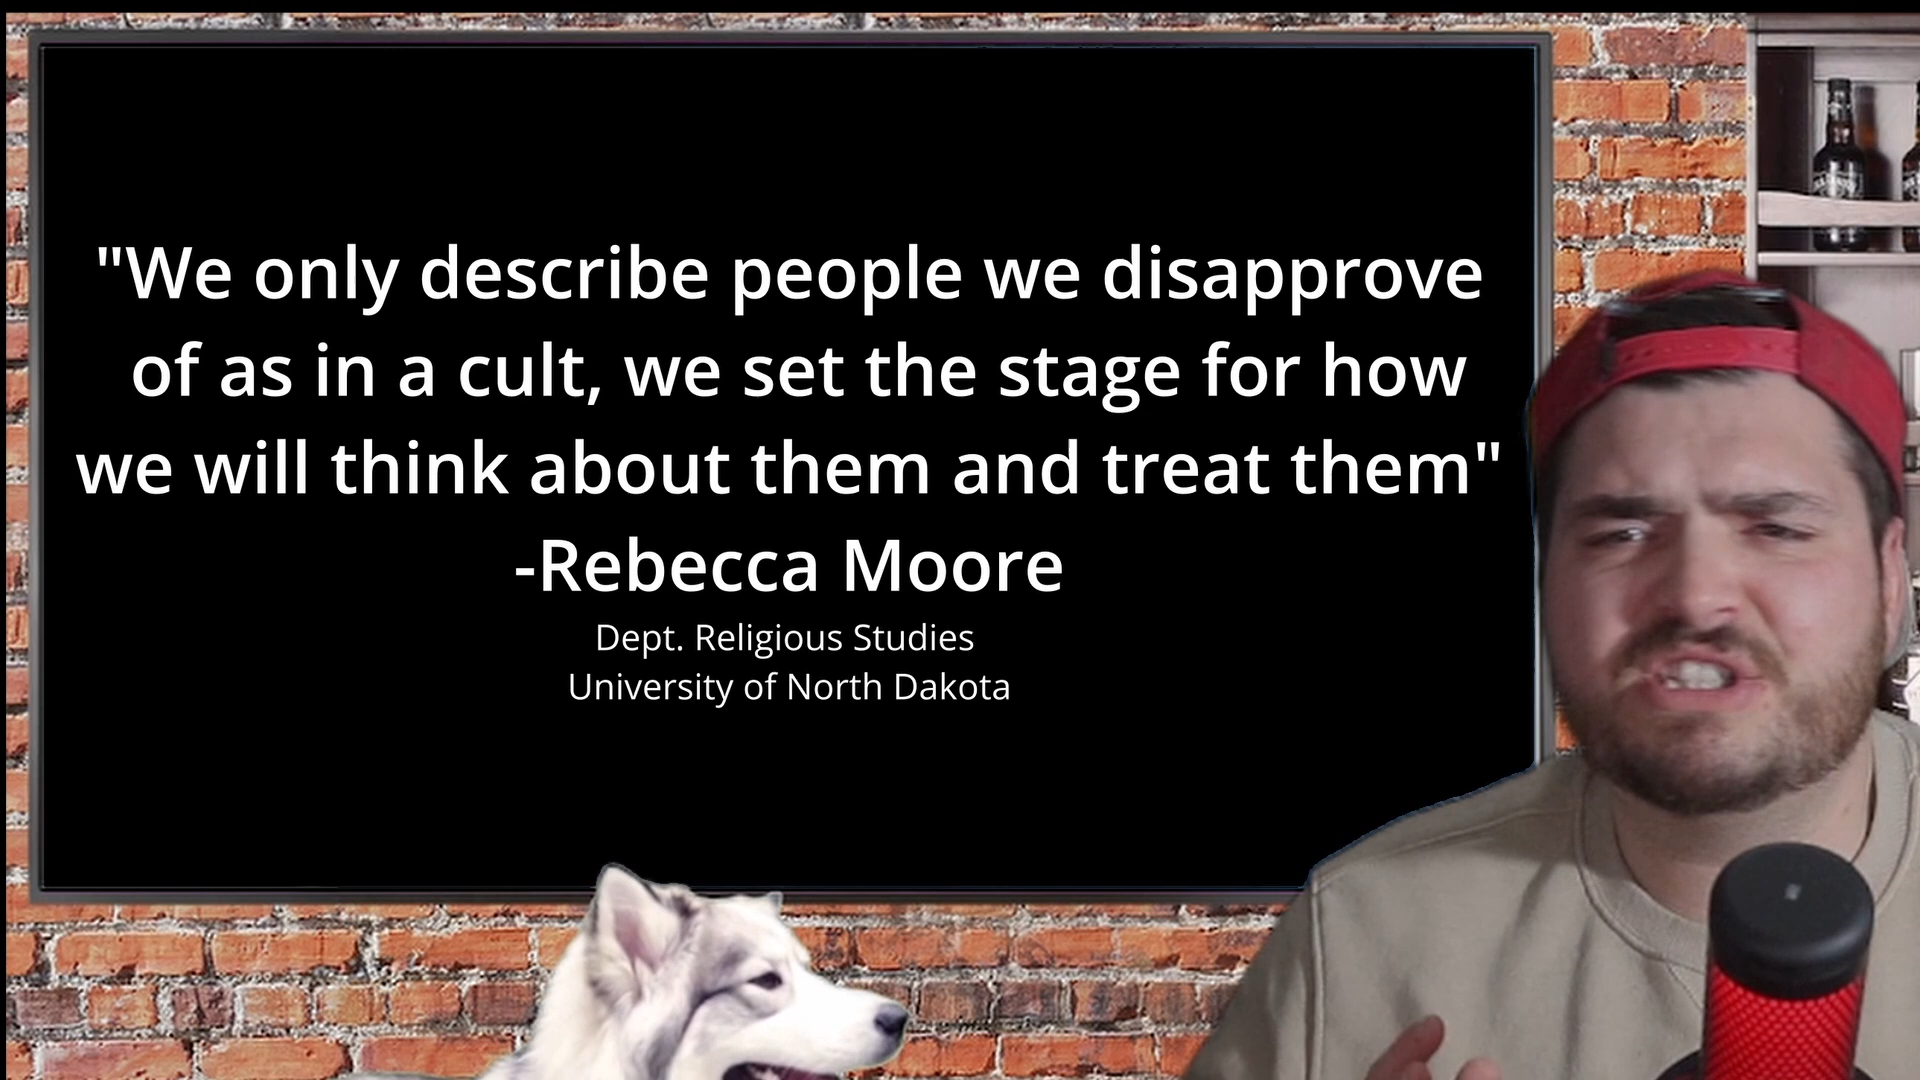 "We only describe people we disapprove
of as in a cult, we set the stage for how
we will think about them and treat them"
-Rebecca Moore
Dept. Religious Studies
University of North Dakota